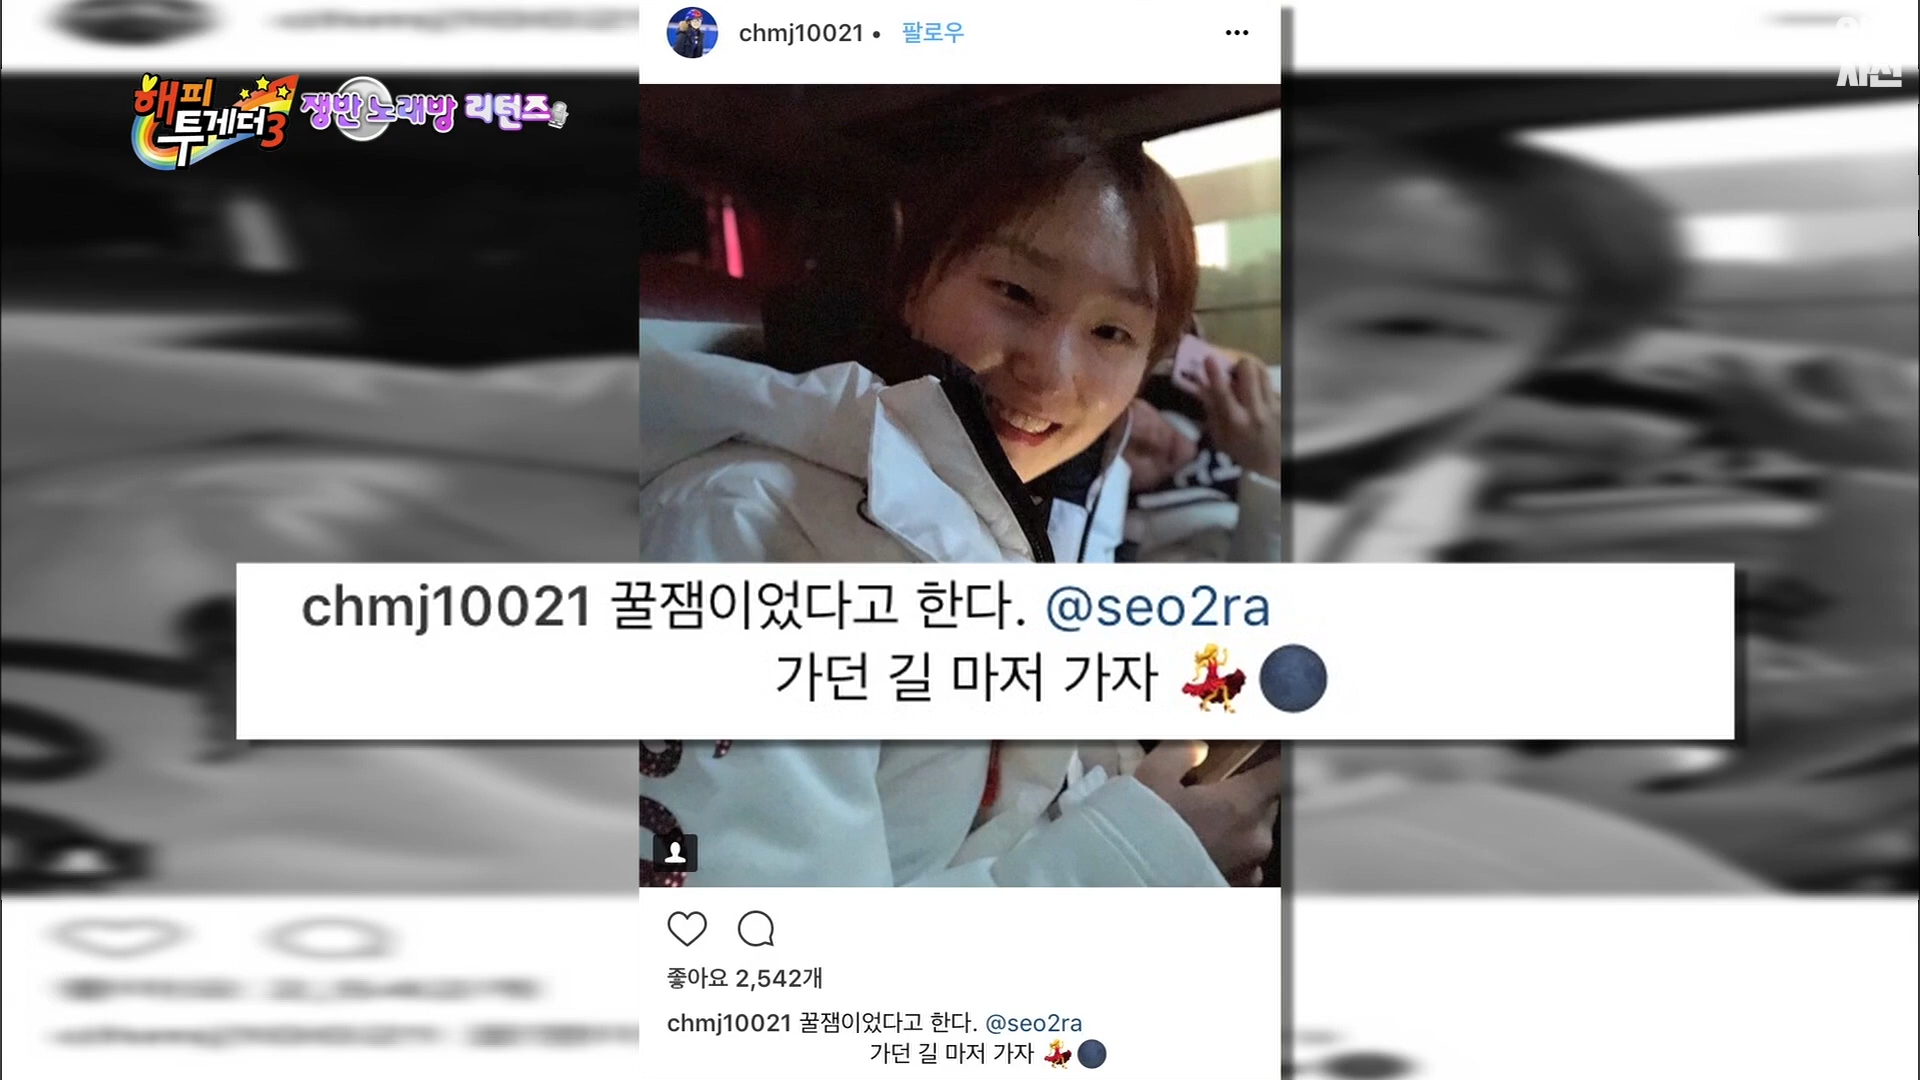 chmj10021 • 팔로우
해피투게더3 쟁반 노래방 리턴즈
chmj10021 꿀잼이었다고 한다. @seo2ra
가던 길 마저 가자 💃🌑
좋아요 2,542개
chmj10021 꿀잼이었다고 한다. @seo2ra
가던 길 마저 가자 💃🌑